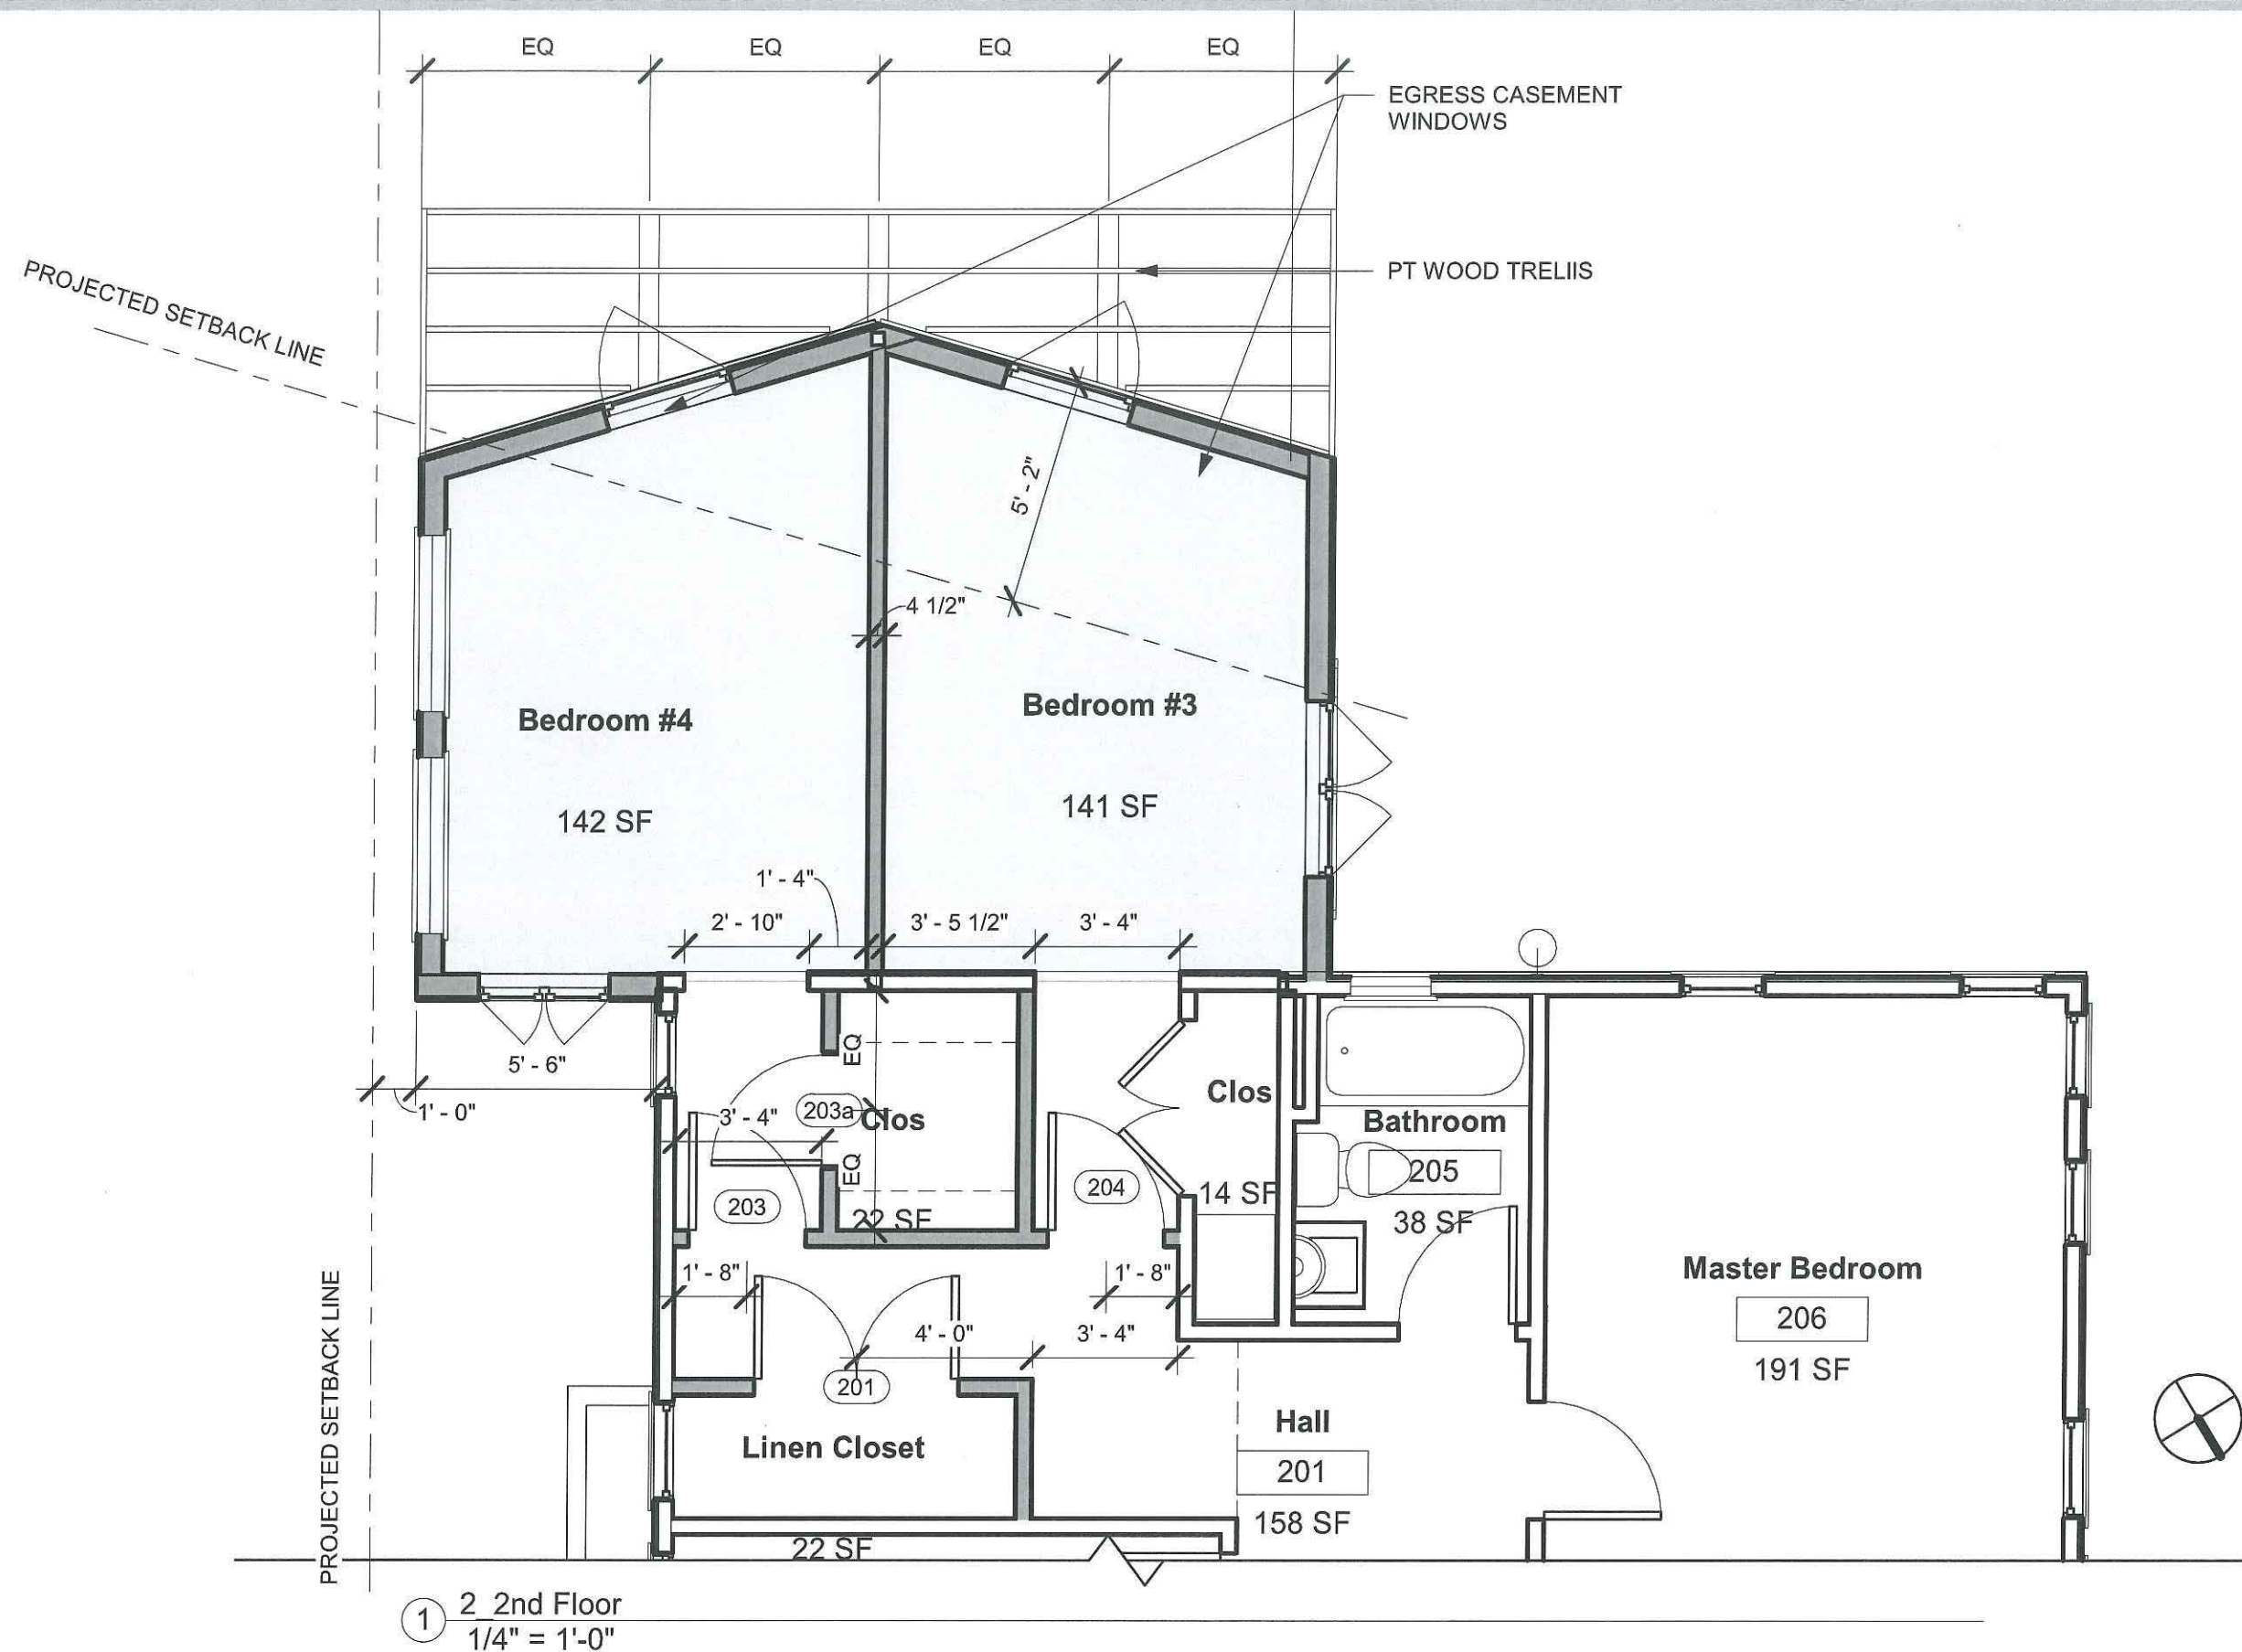 EQ EQ EQ EQ
EGRESS CASEMENT
WINDOWS
PT WOOD TRELIIS
PROJECTED SETBACK LINE
5' - 2"
4 1/2"
Bedroom #4
142 SF
Bedroom #3
141 SF
1' - 4"
2' - 10"
3' - 5 1/2"
3' - 4"
5' - 6"
1' - 0"
EQ
3' - 4"
203a
Clos
EQ
22 SF
203
204
Clos
14 SF
Bathroom
205
38 SF
1' - 8"
1' - 8"
4' - 0"
3' - 4"
201
Linen Closet
22 SF
Hall
201
158 SF
Master Bedroom
206
191 SF
PROJECTED SETBACK LINE
1
2_2nd Floor
1/4" = 1'-0"